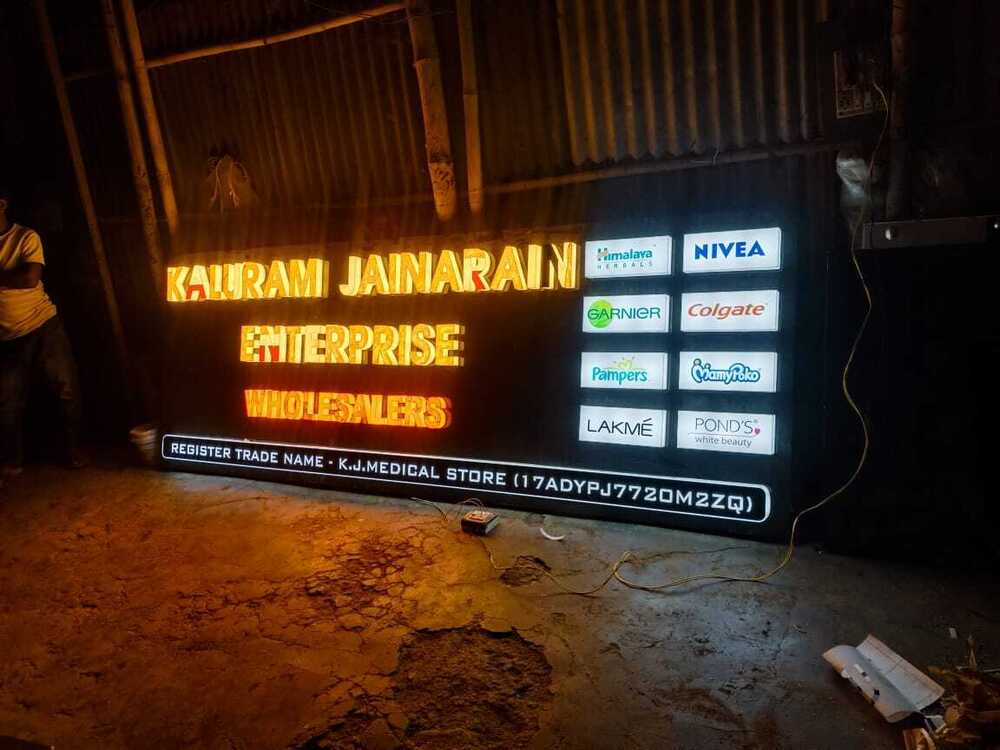 KALURAM JAINARAIN
ENTERPRISE
WHOLESALERS
Himalaya
HERBALS
NIVEA
GARNIER
Colgate
Pampers
MamyPoko
LAKMÉ
POND'S
white beauty
REGISTER TRADE NAME - K.J.MEDICAL STORE (17ADYPJ7720M2ZQ)